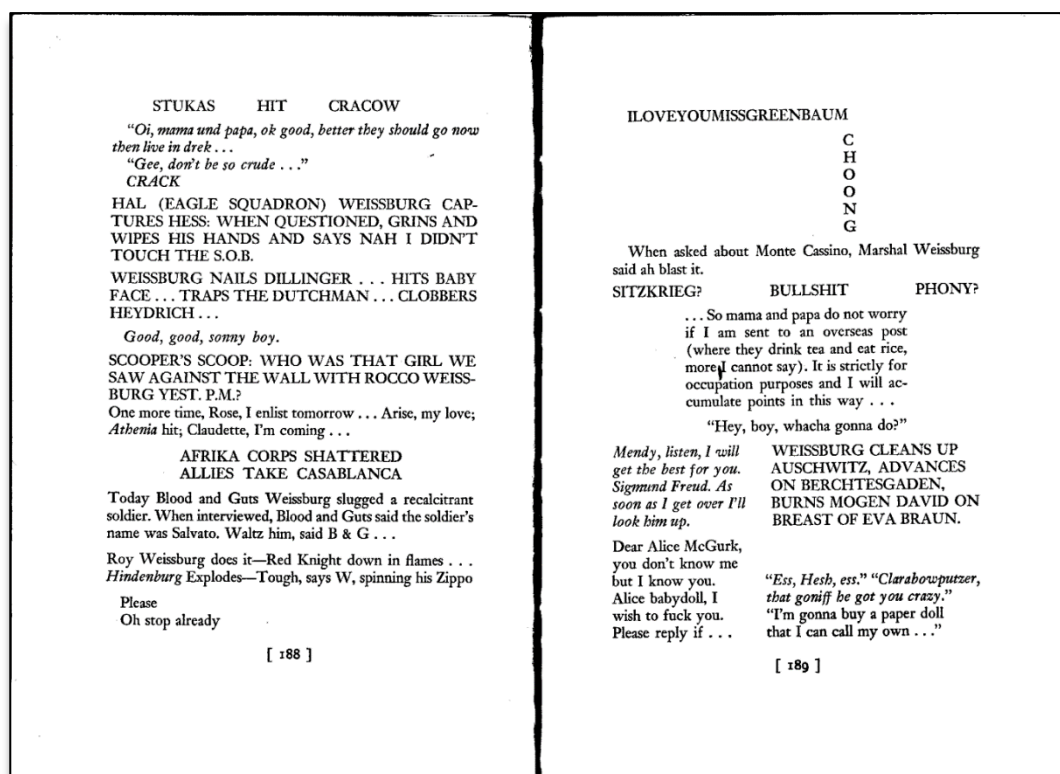 STUKAS HIT CRACOW
"Oi, mama und papa, ok good, better they should go now
then live in drek . . .
"Gee, don't be so crude . . ."
CRACK
HAL (EAGLE SQUADRON) WEISSBURG CAP-
TURES HESS: WHEN QUESTIONED, GRINS AND
WIPES HIS HANDS AND SAYS NAH I DIDN'T
TOUCH THE S.O.B.
WEISSBURG NAILS DILLINGER . . . HITS BABY
FACE . . . TRAPS THE DUTCHMAN . . . CLOBBERS
HEYDRICH . . .
Good, good, sonny boy.
SCOOPER'S SCOOP: WHO WAS THAT GIRL WE
SAW AGAINST THE WALL WITH ROCCO WEISS-
BURG YEST. P.M.?
One more time, Rose, I enlist tomorrow . . . Arise, my love;
Athenia hit; Claudette, I'm coming . . .
AFRIKA CORPS SHATTERED
ALLIES TAKE CASABLANCA
Today Blood and Guts Weissburg slugged a recalcitrant
soldier. When interviewed, Blood and Guts said the soldier's
name was Salvato. Waltz him, said B & G . . .
Roy Weissburg does it—Red Knight down in flames . . .
Hindenburg Explodes—Tough, says W, spinning his Zippo
Please
Oh stop already
[ 188 ]
ILOVEYOUMISSGREENBAUM
C
H
O
O
N
G
When asked about Monte Cassino, Marshal Weissburg
said ah blast it.
SITZKRIEG? BULLSHIT PHONY?
. . . So mama and papa do not worry
if I am sent to an overseas post
(where they drink tea and eat rice,
more I cannot say). It is strictly for
occupation purposes and I will ac-
cumulate points in this way . . .
"Hey, boy, whacha gonna do?"
Mendy, listen, I will
get the best for you.
Sigmund Freud. As
soon as I get over I'll
look him up.
WEISSBURG CLEANS UP
AUSCHWITZ, ADVANCES
ON BERCHTESGADEN,
BURNS MOGEN DAVID ON
BREAST OF EVA BRAUN.
Dear Alice McGurk,
you don't know me
but I know you.
Alice babydoll, I
wish to fuck you.
Please reply if . . .
"Ess, Hesh, ess." "Clarabowputzer,
that goniff he got you crazy."
"I'm gonna buy a paper doll
that I can call my own . . ."
[ 189 ]